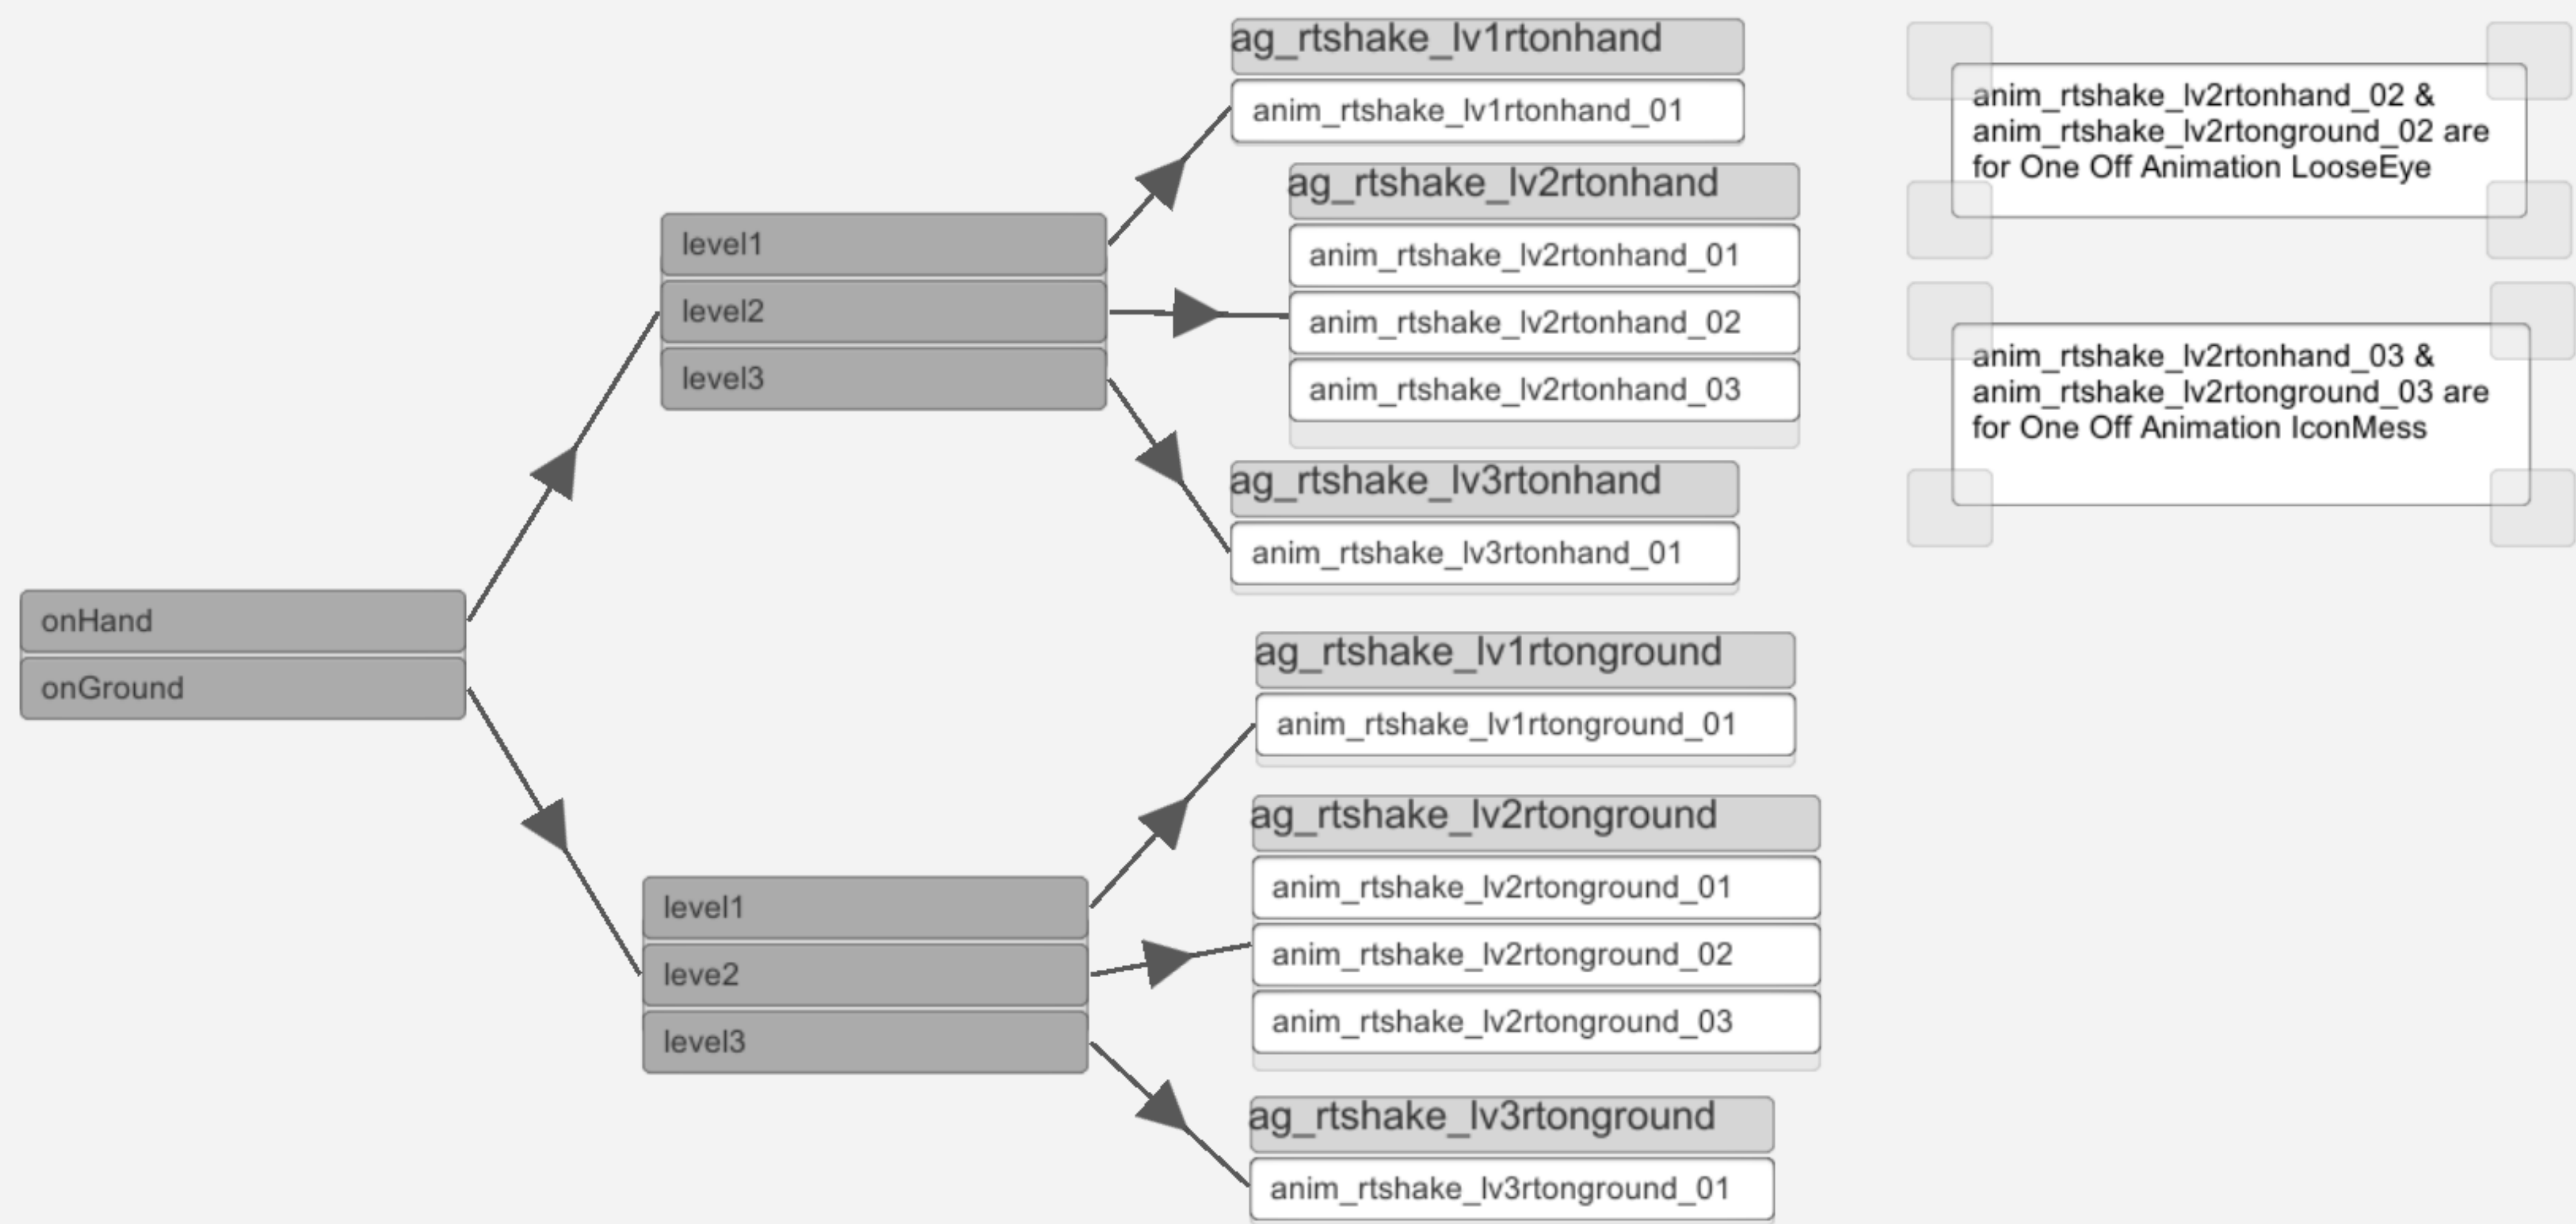 ag_rtshake_lv1rtonhand
anim_rtshake_lv1rtonhand_01
ag_rtshake_lv2rtonhand
anim_rtshake_lv2rtonhand_01
anim_rtshake_lv2rtonhand_02
anim_rtshake_lv2rtonhand_03
ag_rtshake_lv3rtonhand
anim_rtshake_lv3rtonhand_01
anim_rtshake_lv2rtonhand_02 &
anim_rtshake_lv2rtonground_02 are
for One Off Animation LooseEye
anim_rtshake_lv2rtonhand_03 &
anim_rtshake_lv2rtonground_03 are
for One Off Animation IconMess
level1
level2
level3
onHand
onGround
ag_rtshake_lv1rtonground
anim_rtshake_lv1rtonground_01
ag_rtshake_lv2rtonground
anim_rtshake_lv2rtonground_01
anim_rtshake_lv2rtonground_02
anim_rtshake_lv2rtonground_03
level1
leve2
level3
ag_rtshake_lv3rtonground
anim_rtshake_lv3rtonground_01